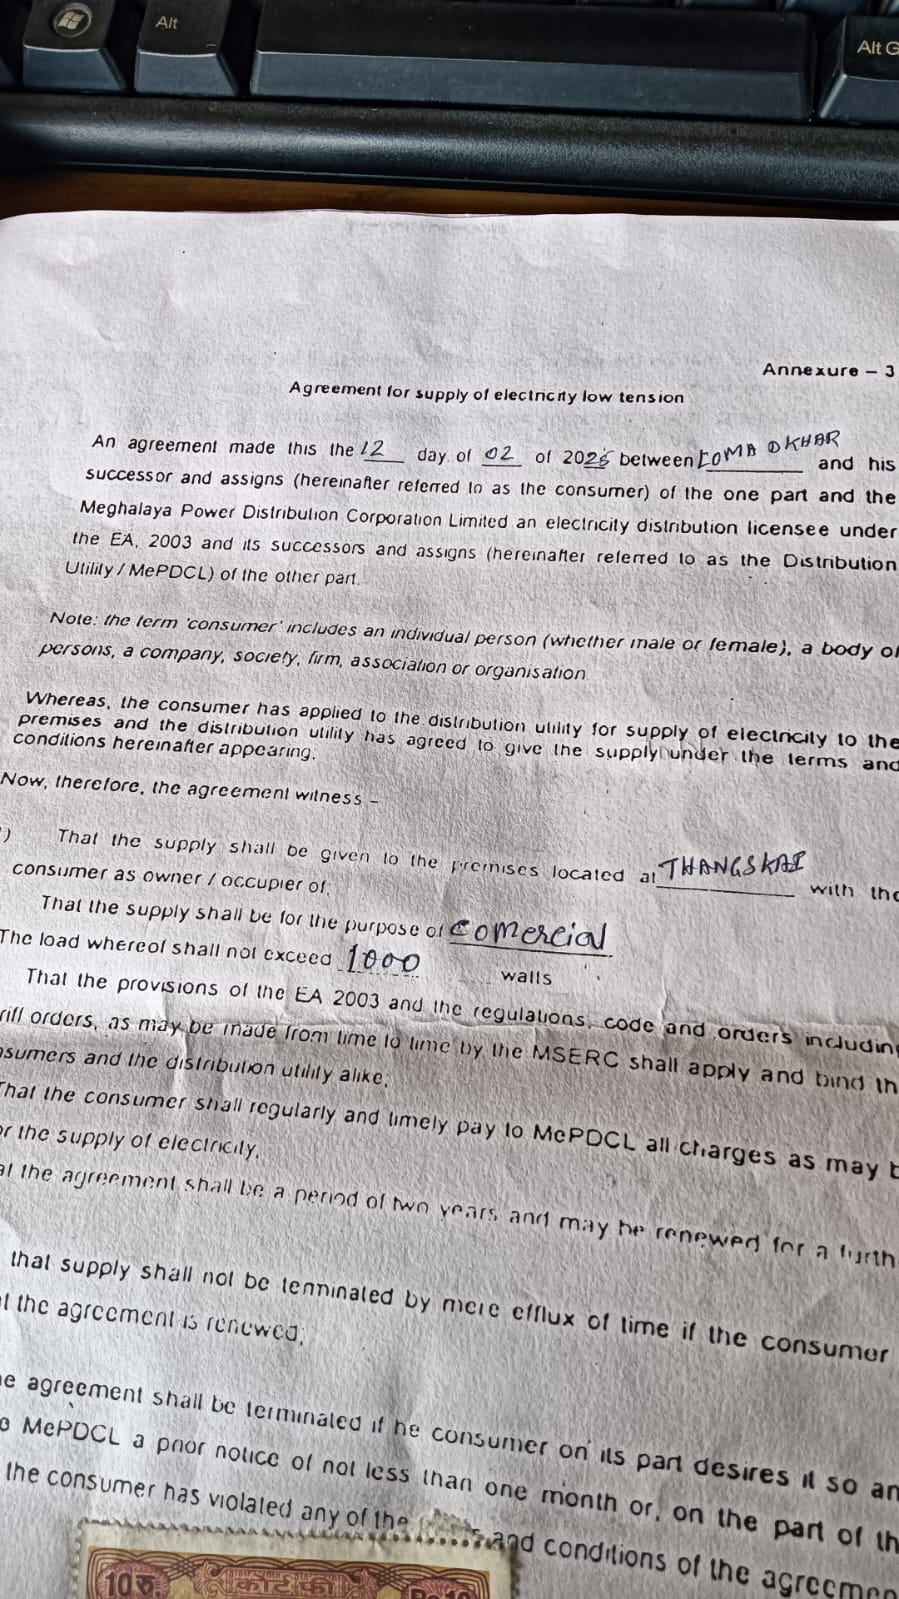 Alt
Alt G
Annexure – 3
Agreement for supply of electricity low tension
An agreement made this the 12 day of 02 of 2026 between LOMA DKHAR and his
successor and assigns (hereinafter referred to as the consumer) of the one part and the
Meghalaya Power Distribution Corporation Limited an electricity distribution licensee under
the EA, 2003 and its successors and assigns (hereinafter referred to as the Distribution
Utility / MePDCL) of the other part.
Note: the term 'consumer' includes an individual person (whether male or female), a body of
persons, a company, society, firm, association or organisation
Whereas, the consumer has applied to the distribution utility for supply of electricity to the
premises and the distribution utility has agreed to give the supply under the terms and
conditions hereinafter appearing:
Now, therefore, the agreement witness –
) That the supply shall be given to the premises located at THANGSKAI with the
consumer as owner / occupier of;
That the supply shall be for the purpose of Comercial
The load whereof shall not exceed 1000 watts
That the provisions of the EA 2003 and the regulations, code and orders including
riff orders, as may be made from time to time by the MSERC shall apply and bind th
nsumers and the distribution utility alike;
That the consumer shall regularly and timely pay to MePDCL all charges as may b
or the supply of electricity,
at the agreement shall be a period of two years and may be renewed for a furth
that supply shall not be terminated by mere efflux of time if the consumer
t the agreement is renewed;
e agreement shall be terminated if he consumer on its part desires it so an
e MePDCL a prior notice of not less than one month or, on the part of th
the consumer has violated any of the and conditions of the agreemen
10 रु. कोर्ट फी Rs.10